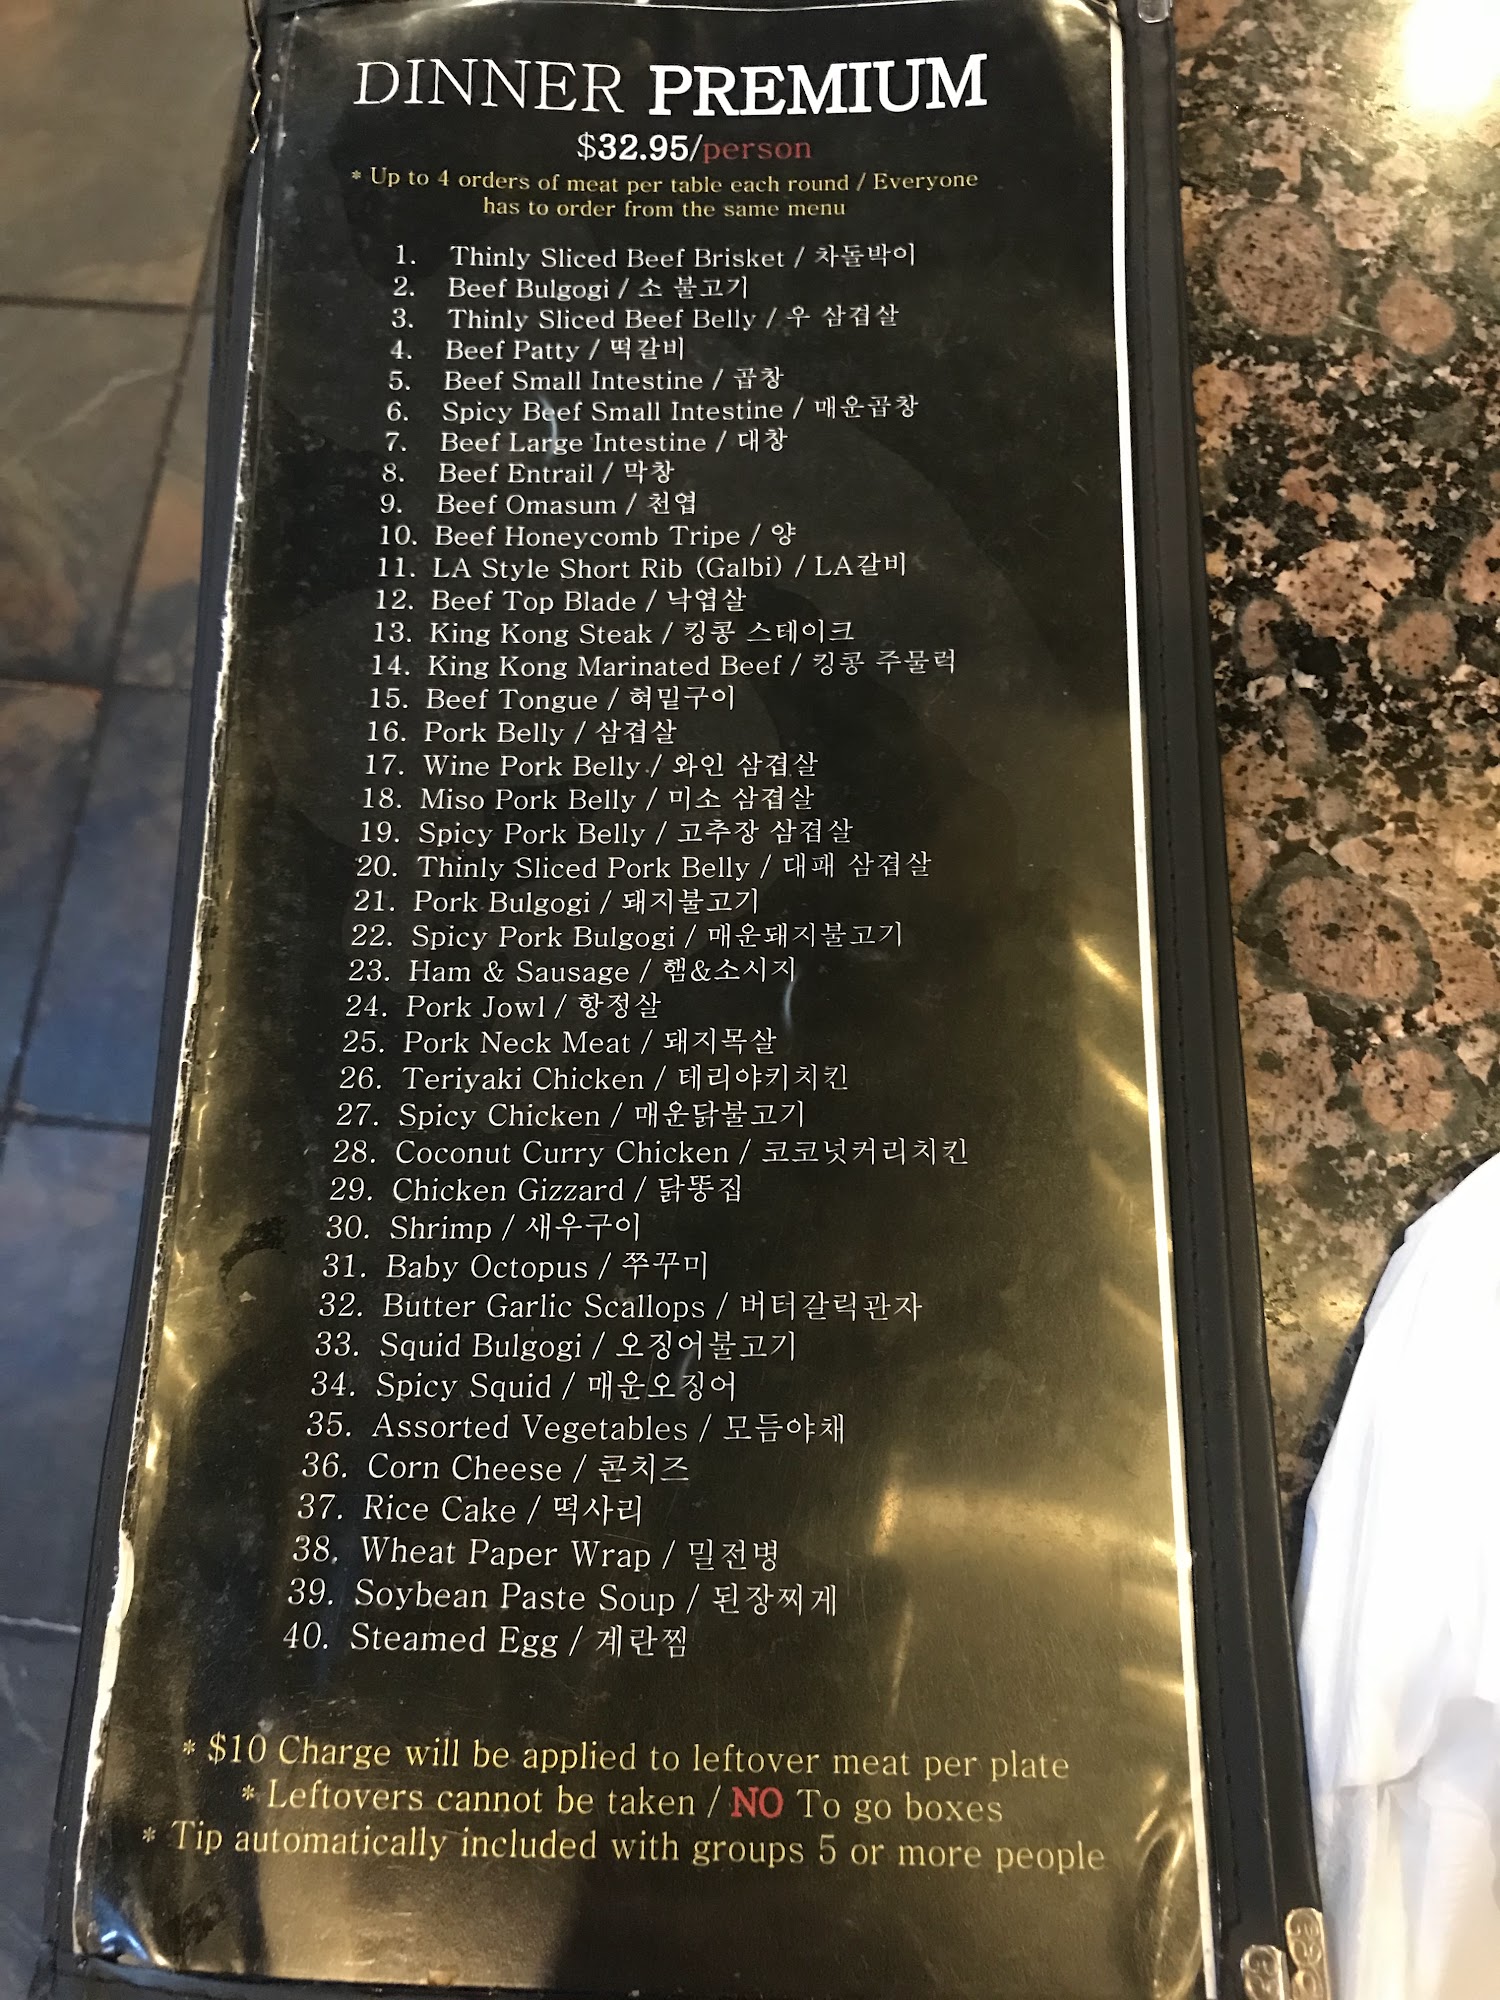 DINNER PREMIUM
$32.95/person
* Up to 4 orders of meat per table each round / Everyone
has to order from the same menu
1. Thinly Sliced Beef Brisket / 차돌박이
2. Beef Bulgogi / 소 불고기
3. Thinly Sliced Beef Belly / 우 삼겹살
4. Beef Patty / 떡갈비
5. Beef Small Intestine / 곱창
6. Spicy Beef Small Intestine / 매운곱창
7. Beef Large Intestine / 대창
8. Beef Entrail / 막창
9. Beef Omasum / 천엽
10. Beef Honeycomb Tripe / 양
11. LA Style Short Rib (Galbi) / LA갈비
12. Beef Top Blade / 낙엽살
13. King Kong Steak / 킹콩 스테이크
14. King Kong Marinated Beef / 킹콩 주물럭
15. Beef Tongue / 혀밑구이
16. Pork Belly / 삼겹살
17. Wine Pork Belly / 와인 삼겹살
18. Miso Pork Belly / 미소 삼겹살
19. Spicy Pork Belly / 고추장 삼겹살
20. Thinly Sliced Pork Belly / 대패 삼겹살
21. Pork Bulgogi / 돼지불고기
22. Spicy Pork Bulgogi / 매운돼지불고기
23. Ham & Sausage / 햄&소시지
24. Pork Jowl / 항정살
25. Pork Neck Meat / 돼지목살
26. Teriyaki Chicken / 테리야키치킨
27. Spicy Chicken / 매운닭불고기
28. Coconut Curry Chicken / 코코넛커리치킨
29. Chicken Gizzard / 닭똥집
30. Shrimp / 새우구이
31. Baby Octopus / 쭈꾸미
32. Butter Garlic Scallops / 버터갈릭관자
33. Squid Bulgogi / 오징어불고기
34. Spicy Squid / 매운오징어
35. Assorted Vegetables / 모듬야채
36. Corn Cheese / 콘치즈
37. Rice Cake / 떡사리
38. Wheat Paper Wrap / 밀전병
39. Soybean Paste Soup / 된장찌게
40. Steamed Egg / 계란찜
* $10 Charge will be applied to leftover meat per plate
* Leftovers cannot be taken / NO To go boxes
* Tip automatically included with groups 5 or more people